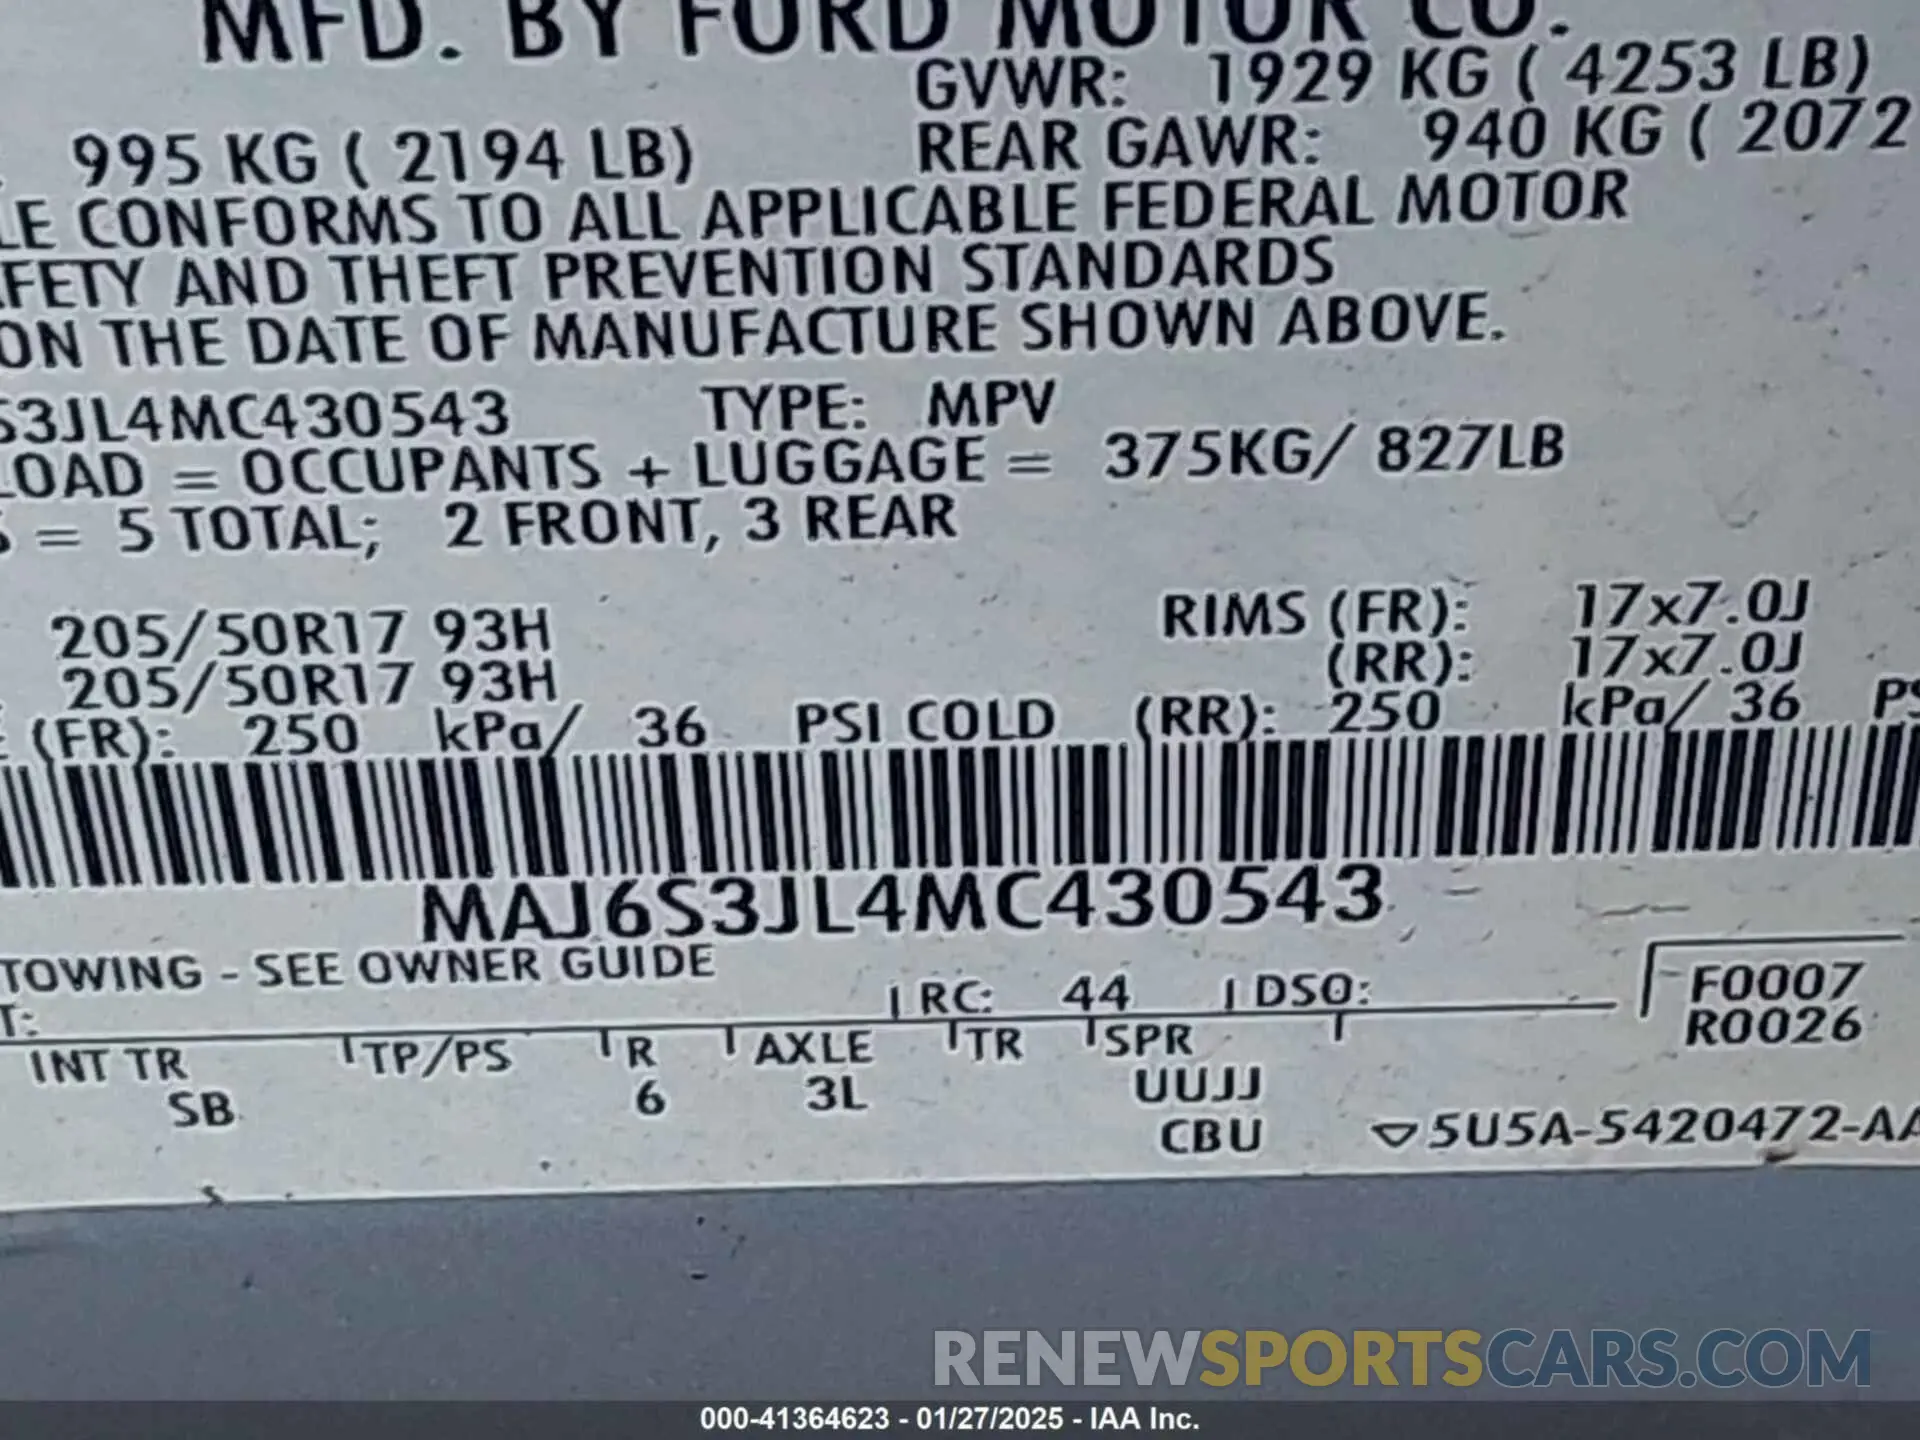 MFD. BY FORD MOTOR CO.
GVWR: 1929 KG ( 4253 LB)
995 KG ( 2194 LB) REAR GAWR: 940 KG ( 2072
LE CONFORMS TO ALL APPLICABLE FEDERAL MOTOR
FETY AND THEFT PREVENTION STANDARDS
ON THE DATE OF MANUFACTURE SHOWN ABOVE.
S3JL4MC430543 TYPE: MPV
LOAD = OCCUPANTS + LUGGAGE = 375KG/ 827LB
S = 5 TOTAL; 2 FRONT, 3 REAR
205/50R17 93H RIMS (FR): 17x7.0J
205/50R17 93H (RR): 17x7.0J
(FR): 250 kPa/ 36 PSI COLD (RR): 250 kPa/ 36 PS
MAJ6S3JL4MC430543
TOWING - SEE OWNER GUIDE
T: RC: 44 DSO: F0007
R0026
INT TR TP/PS R AXLE TR SPR
SB 6 3L UUJJ
CBU 5U5A-5420472-AA
RENEWSPORTSCARS.COM
000-41364623 - 01/27/2025 - IAA Inc.